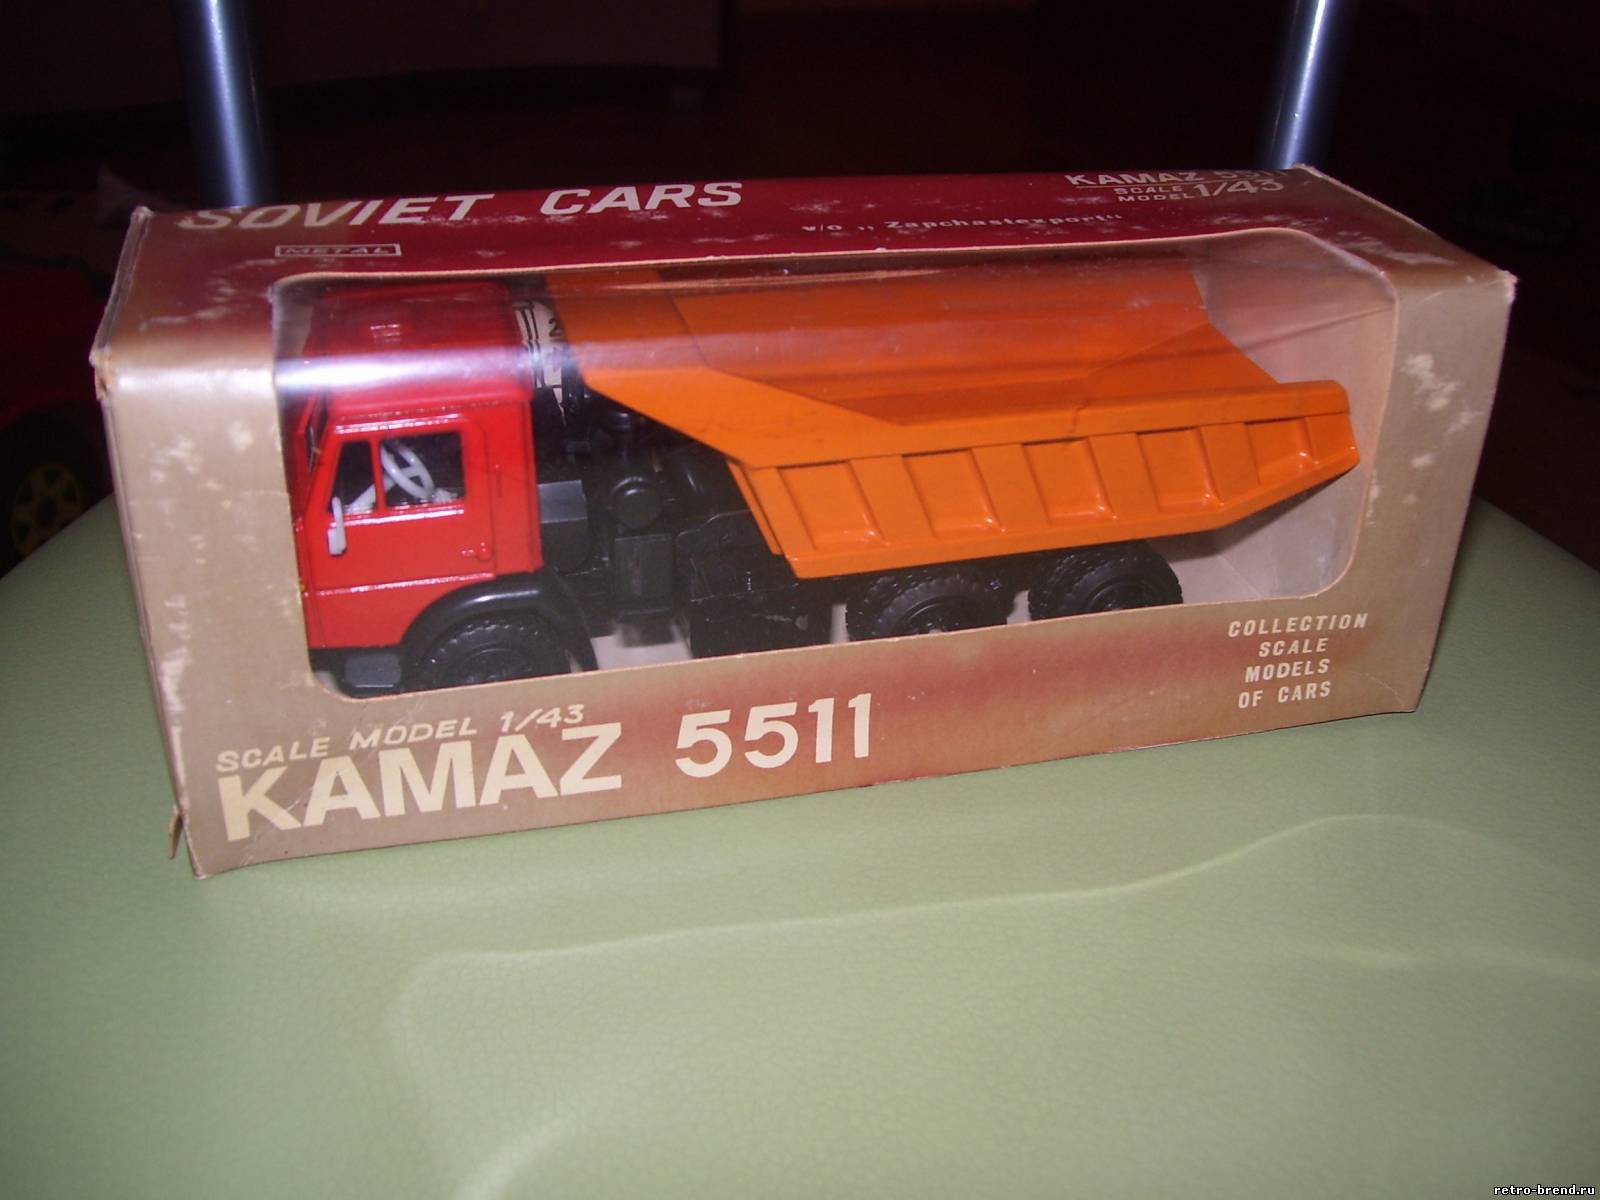 SOVIET CARS
METAL
v/o ,, Zapchastexport"
KAMAZ
SCALE
MODEL 1/43
SCALE MODEL 1/43
KAMAZ 5511
COLLECTION
SCALE
MODELS
OF CARS
retro-brend.ru